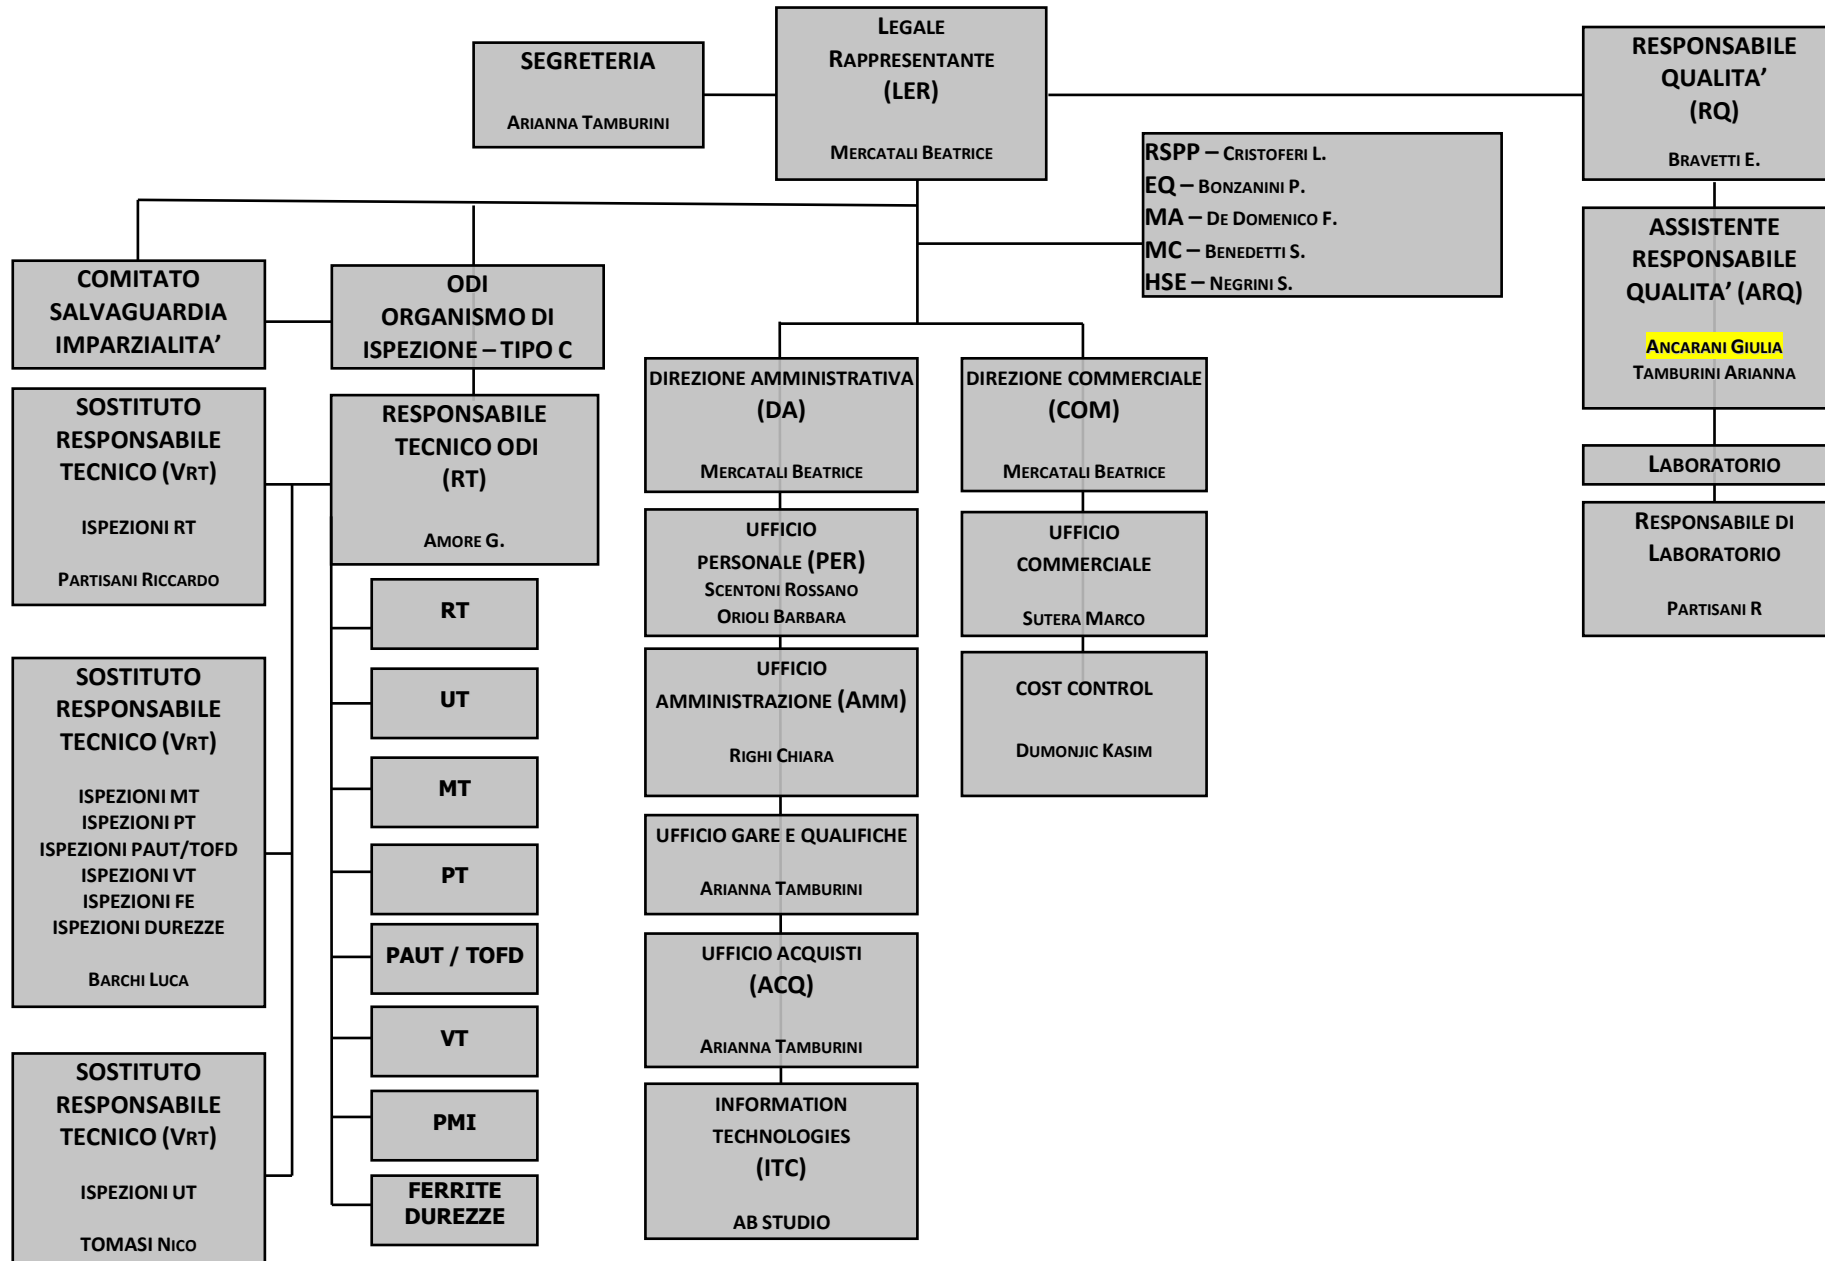 SEGRETERIA
ARIANNA TAMBURINI
LEGALE
RAPPRESENTANTE
(LER)
MERCATALI BEATRICE
RESPONSABILE
QUALITA’
(RQ)
BRAVETTI E.
RSPP – CRISTOFERI L.
EQ – BONZANINI P.
MA – DE DOMENICO F.
MC – BENEDETTI S.
HSE – NEGRINI S.
ASSISTENTE
RESPONSABILE
QUALITA’ (ARQ)
ANCARANI GIULIA
TAMBURINI ARIANNA
LABORATORIO
RESPONSABILE DI
LABORATORIO
PARTISANI R
COMITATO
SALVAGUARDIA
IMPARZIALITA’
ODI
ORGANISMO DI
ISPEZIONE – TIPO C
SOSTITUTO
RESPONSABILE
TECNICO (VRT)
ISPEZIONI RT
PARTISANI RICCARDO
RESPONSABILE
TECNICO ODI
(RT)
AMORE G.
SOSTITUTO
RESPONSABILE
TECNICO (VRT)
ISPEZIONI MT
ISPEZIONI PT
ISPEZIONI PAUT/TOFD
ISPEZIONI VT
ISPEZIONI FE
ISPEZIONI DUREZZE
BARCHI LUCA
SOSTITUTO
RESPONSABILE
TECNICO (VRT)
ISPEZIONI UT
TOMASI NICO
RT
UT
MT
PT
PAUT / TOFD
VT
PMI
FERRITE
DUREZZE
DIREZIONE AMMINISTRATIVA
(DA)
MERCATALI BEATRICE
UFFICIO
PERSONALE (PER)
SCENTONI ROSSANO
ORIOLI BARBARA
UFFICIO
AMMINISTRAZIONE (AMM)
RIGHI CHIARA
UFFICIO GARE E QUALIFICHE
ARIANNA TAMBURINI
UFFICIO ACQUISTI
(ACQ)
ARIANNA TAMBURINI
INFORMATION
TECHNOLOGIES
(ITC)
AB STUDIO
DIREZIONE COMMERCIALE
(COM)
MERCATALI BEATRICE
UFFICIO
COMMERCIALE
SUTERA MARCO
COST CONTROL
DUMONJIC KASIM